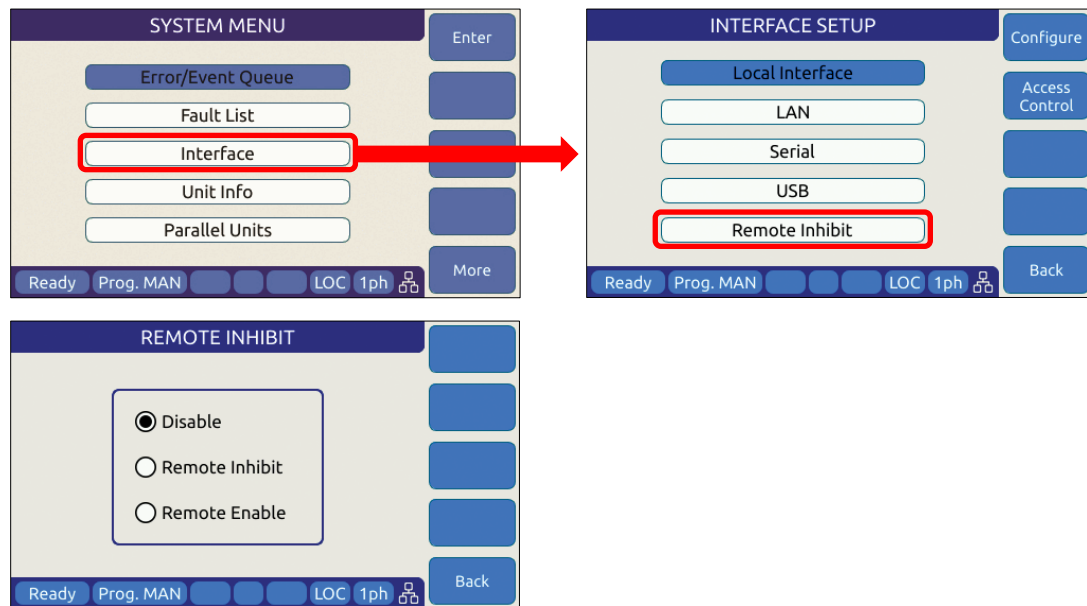 SYSTEM MENU
Enter
Error/Event Queue
Fault List
Interface
Unit Info
Parallel Units
More
Ready Prog. MAN LOC 1ph
INTERFACE SETUP
Configure
Local Interface
Access
Control
LAN
Serial
USB
Remote Inhibit
Back
Ready Prog. MAN LOC 1ph
REMOTE INHIBIT
Disable
Remote Inhibit
Remote Enable
Back
Ready Prog. MAN LOC 1ph